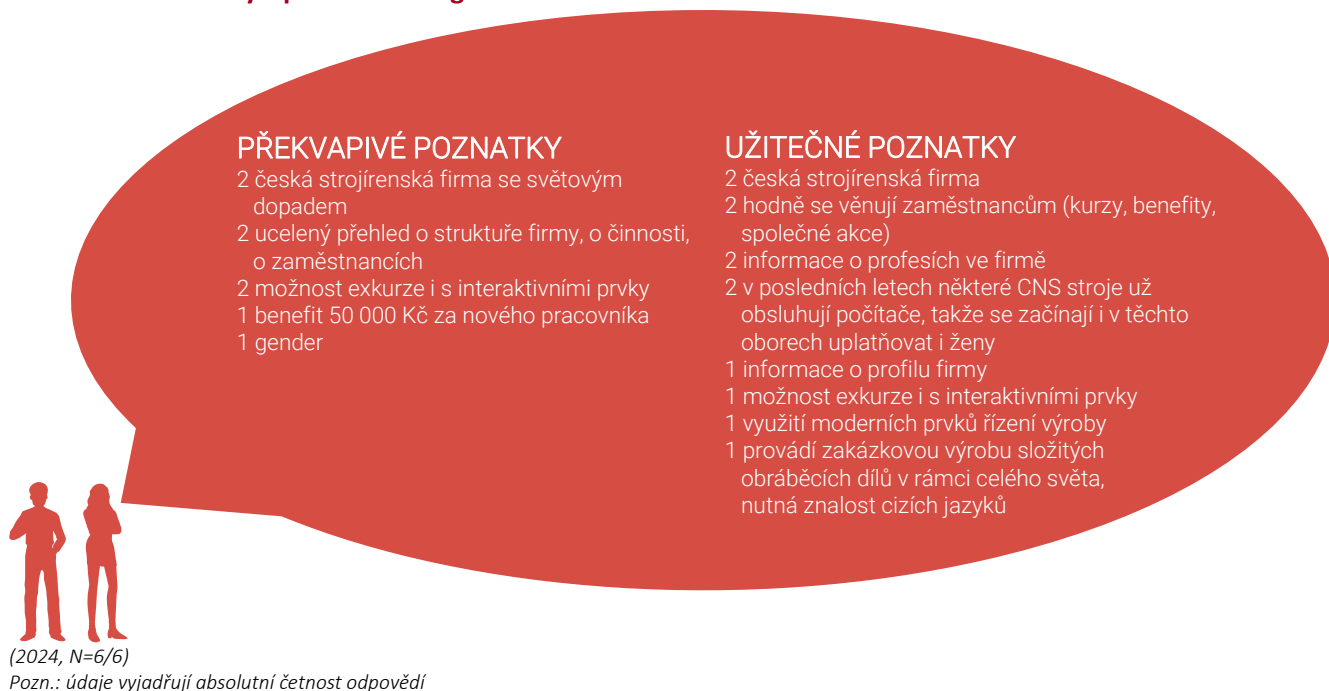 PŘEKVAPIVÉ POZNATKY
2 česká strojírenská firma se světovým
dopadem
2 ucelený přehled o struktuře firmy, o činnosti,
o zaměstnancích
2 možnost exkurze i s interaktivními prvky
1 benefit 50 000 Kč za nového pracovníka
1 gender
UŽITEČNÉ POZNATKY
2 česká strojírenská firma
2 hodně se věnují zaměstnancům (kurzy, benefity,
společné akce)
2 informace o profesích ve firmě
2 v posledních letech některé CNS stroje už
obsluhují počítače, takže se začínají i v těchto
oborech uplatňovat i ženy
1 informace o profilu firmy
1 možnost exkurze i s interaktivními prvky
1 využití moderních prvků řízení výroby
1 provádí zakázkovou výrobu složitých
obráběcích dílů v rámci celého světa,
nutná znalost cizích jazyků
(2024, N=6/6)
Pozn.: údaje vyjadřují absolutní četnost odpovědí